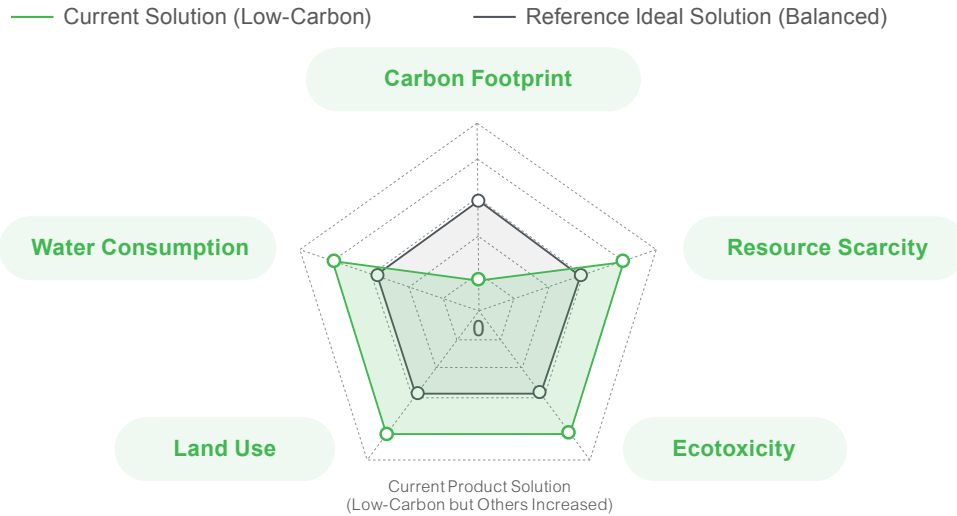 Current Solution (Low-Carbon)
Reference Ideal Solution (Balanced)
Carbon Footprint
Water Consumption
Resource Scarcity
0
Land Use
Ecotoxicity
Current Product Solution
(Low-Carbon but Others Increased)